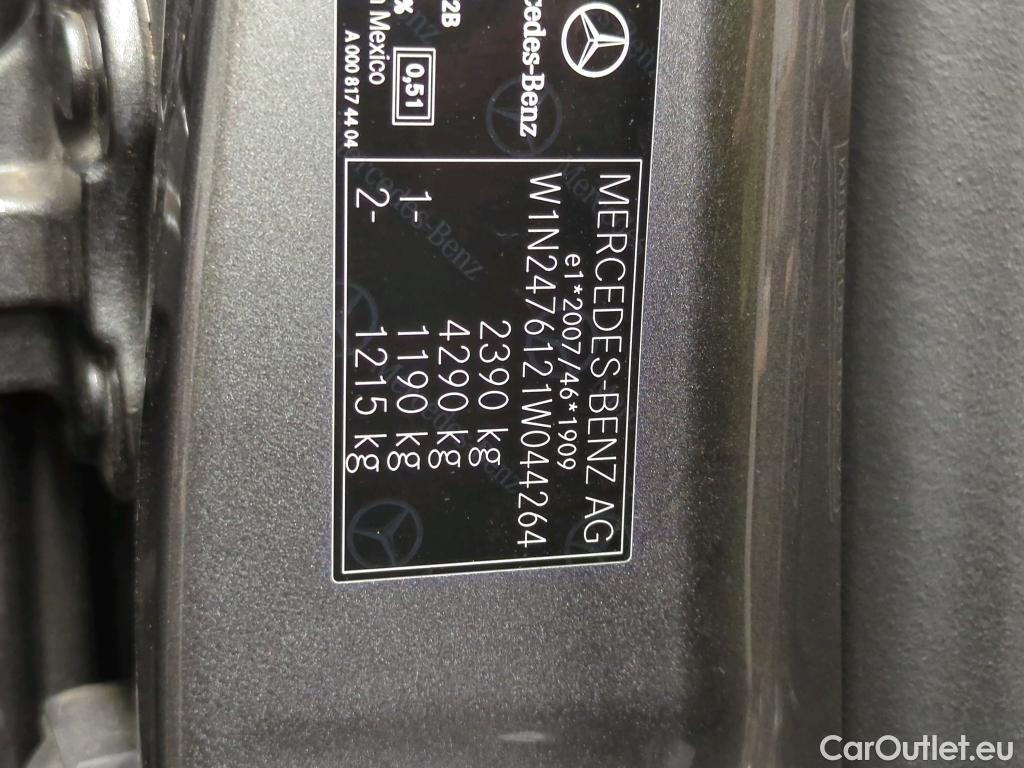 Mercedes-Benz
2B
%
Mexico
0,51
A 000 817 44 04
MERCEDES-BENZ AG
e1*2007/46*1909
W1N2476121W044264
2390 kg
4290 kg
1- 1190 kg
2- 1215 kg
CarOutlet.eu